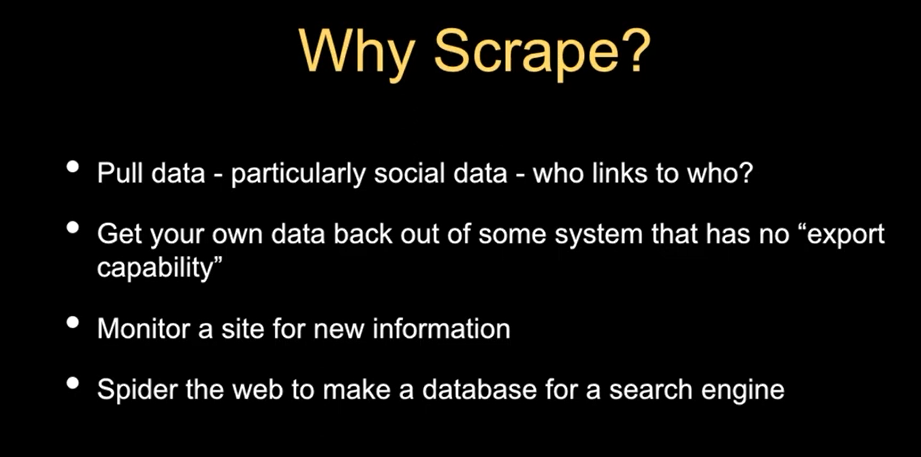 Why Scrape?
• Pull data - particularly social data - who links to who?
• Get your own data back out of some system that has no “export
capability”
• Monitor a site for new information
• Spider the web to make a database for a search engine